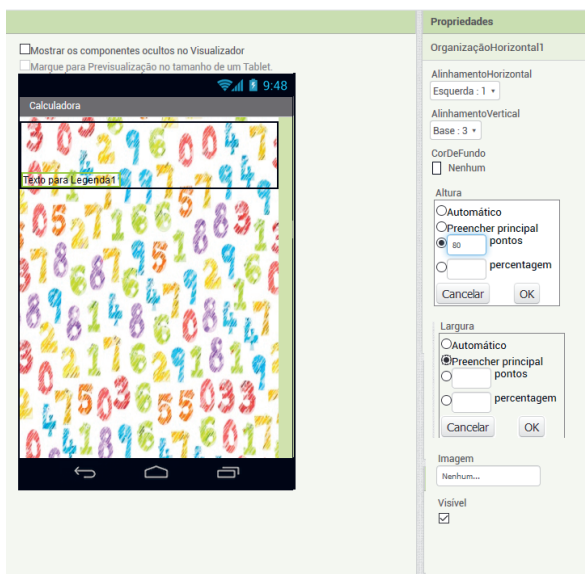 Mostrar os componentes ocultos no Visualizador
Marque para Previsualização no tamanho de um Tablet.
9:48
Calculadora
Texto para Legenda1
Propriedades
OrganizaçãoHorizontal1
AlinhamentoHorizontal
Esquerda : 1
AlinhamentoVertical
Base : 3
CorDeFundo
Nenhum
Altura
Automático
Preencher principal
80 pontos
percentagem
Cancelar OK
Largura
Automático
Preencher principal
pontos
percentagem
Cancelar OK
Imagem
Nenhum...
Visível